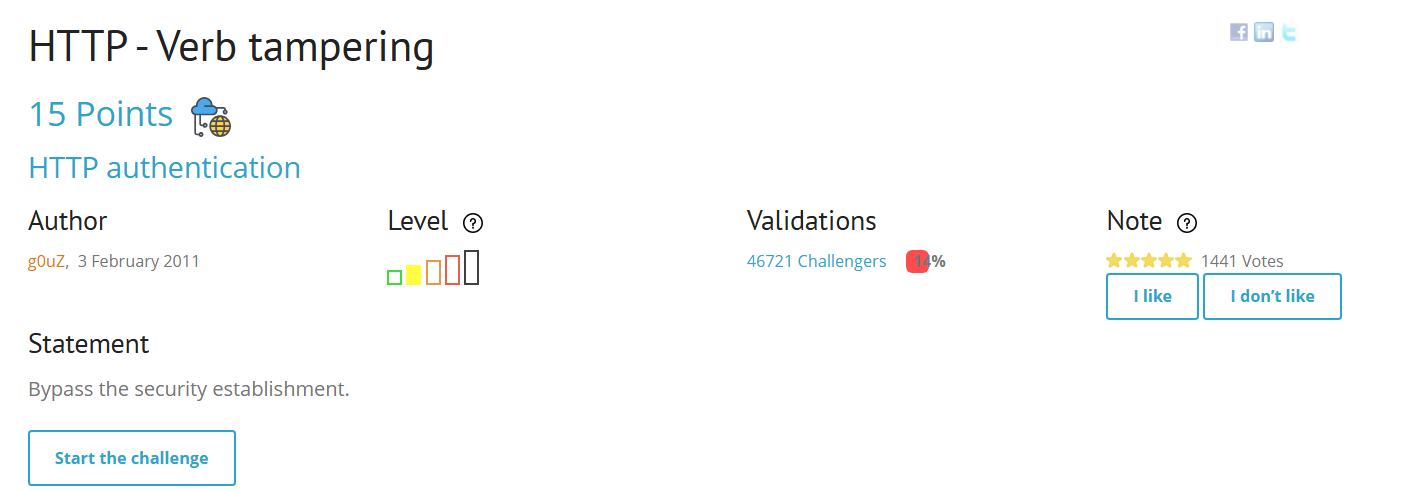 HTTP - Verb tampering
15 Points
HTTP authentication
Author
g0uZ, 3 February 2011
Level ?
Validations
46721 Challengers 14%
Note ?
1441 Votes
I like I don’t like
Statement
Bypass the security establishment.
Start the challenge